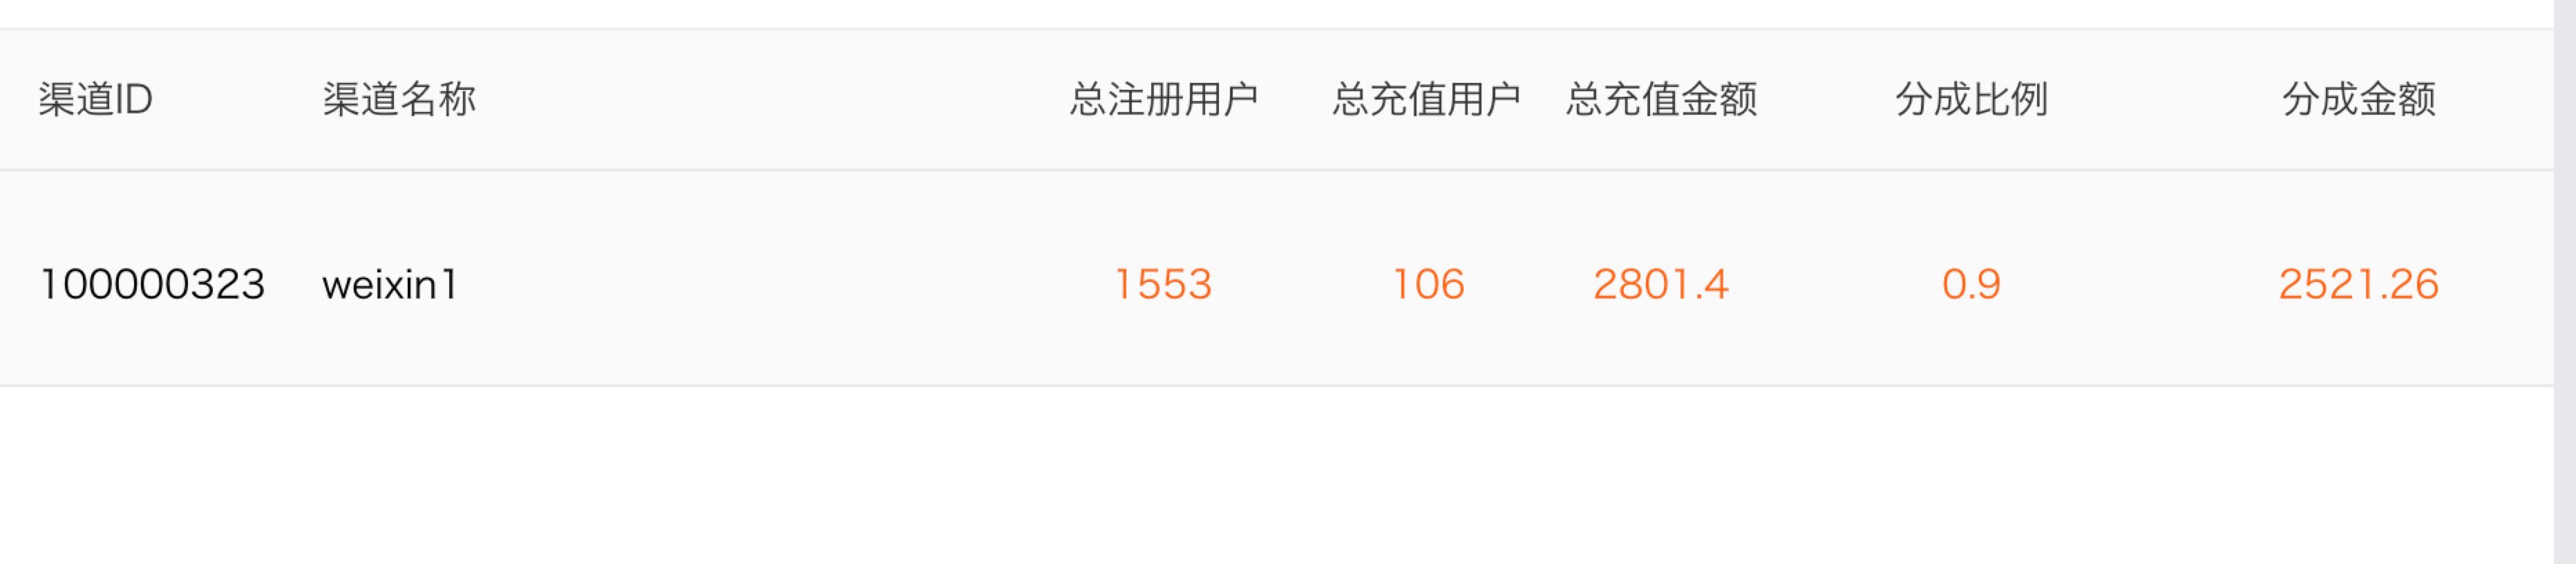 渠道ID 渠道名称 总注册用户 总充值用户 总充值金额 分成比例 分成金额
100000323 weixin1 1553 106 2801.4 0.9 2521.26